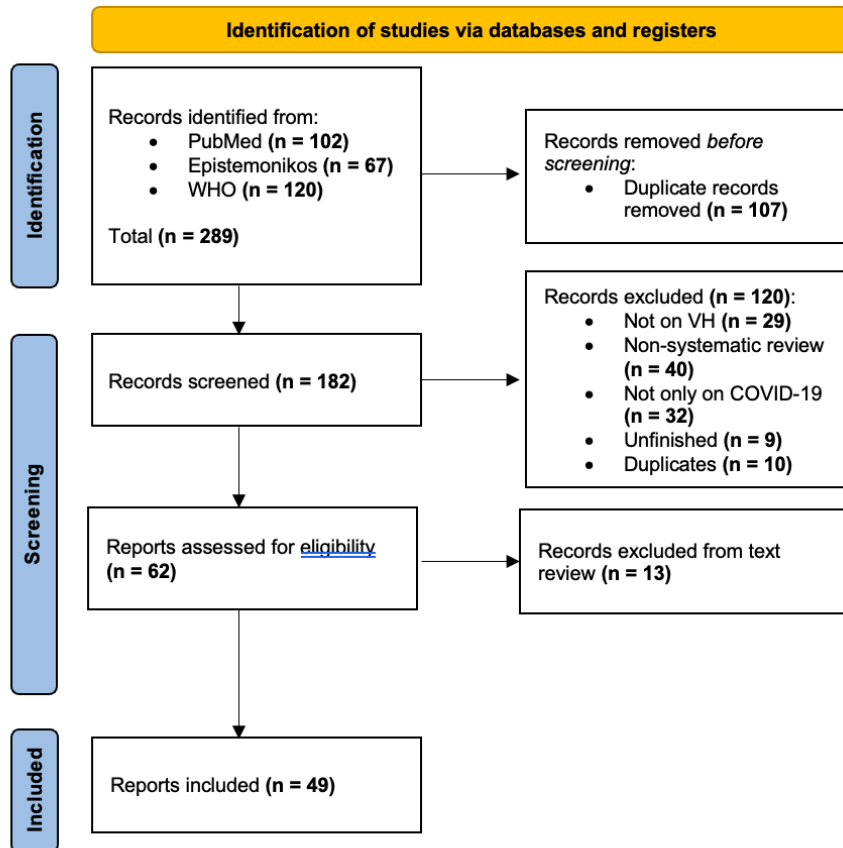 Identification of studies via databases and registers
Identification
Records identified from:
• PubMed (n = 102)
• Epistemonikos (n = 67)
• WHO (n = 120)
Total (n = 289)
Records removed before
screening:
• Duplicate records
removed (n = 107)
Screening
Records screened (n = 182)
Records excluded (n = 120):
• Not on VH (n = 29)
• Non-systematic review
(n = 40)
• Not only on COVID-19
(n = 32)
• Unfinished (n = 9)
• Duplicates (n = 10)
Reports assessed for eligibility
(n = 62)
Records excluded from text
review (n = 13)
Included
Reports included (n = 49)